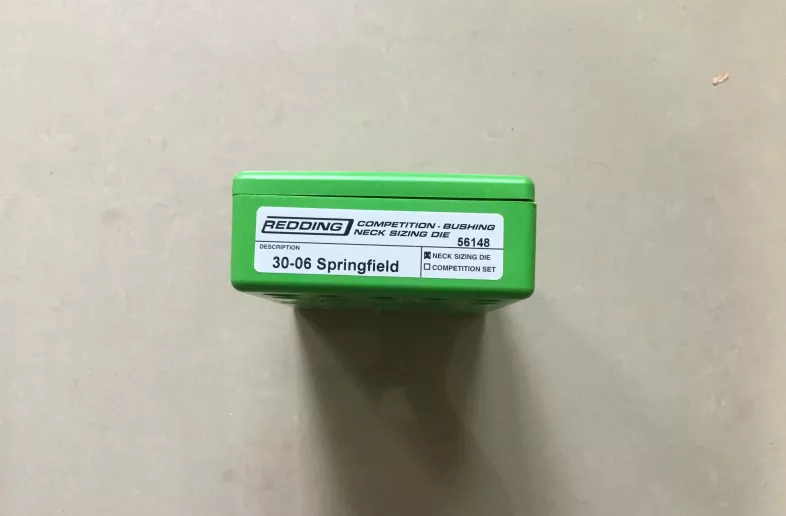 REDDING COMPETITION - BUSHING
NECK SIZING DIE 56148
DESCRIPTION
30-06 Springfield
NECK SIZING DIE
COMPETITION SET